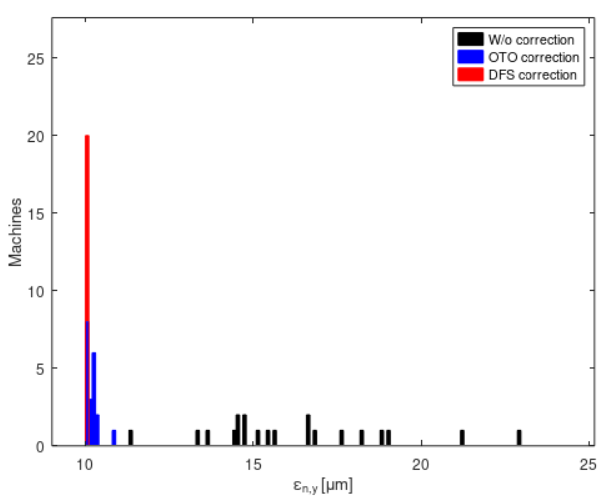 W/o correction
OTO correction
DFS correction
25
20
15
10
5
0
Machines
10 15 20 25
εn,y [μm]